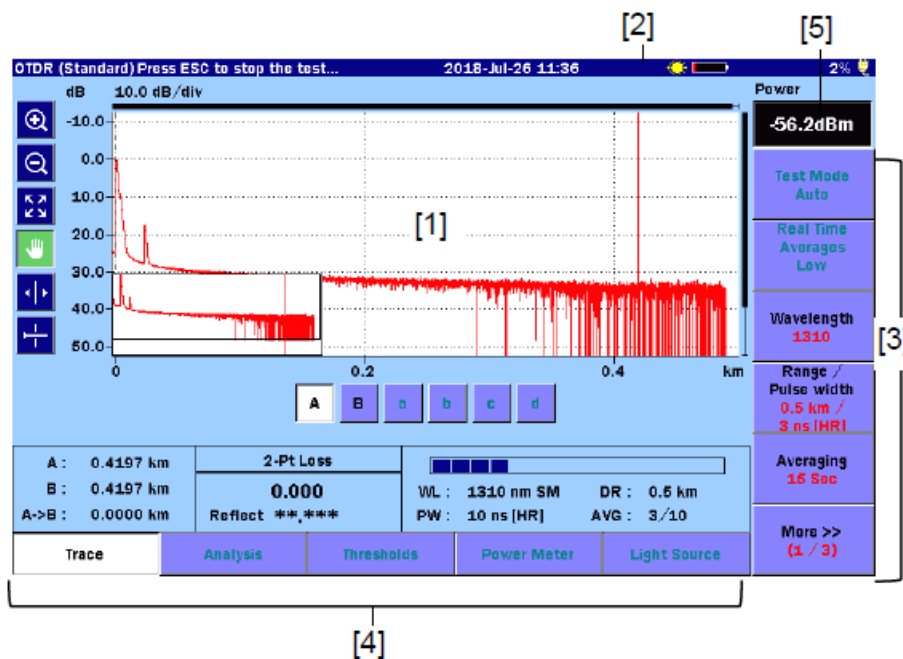 [2]
[5]
OTDR (Standard) Press ESC to stop the test... 2018-Jul-26 11:36 2%
dB 10.0 dB/div
Power
-10.0
-56.2dBm
0.0
Test Mode
Auto
10.0
[1]
20.0
Real Time
Averages
Low
30.0
40.0
Wavelength
1310
[3]
50.0
0 0.2 0.4 km
Range /
Pulse width
0.5 km /
3 ns [HR]
A B a b c d
A : 0.4197 km
B : 0.4197 km
A->B : 0.0000 km
2-Pt Loss
0.000
Reflect **.***
WL : 1310 nm SM DR : 0.5 km
PW : 10 ns [HR] AVG : 3/10
Averaging
15 Sec
More >>
(1 / 3)
Trace Analysis Thresholds Power Meter Light Source
[4]